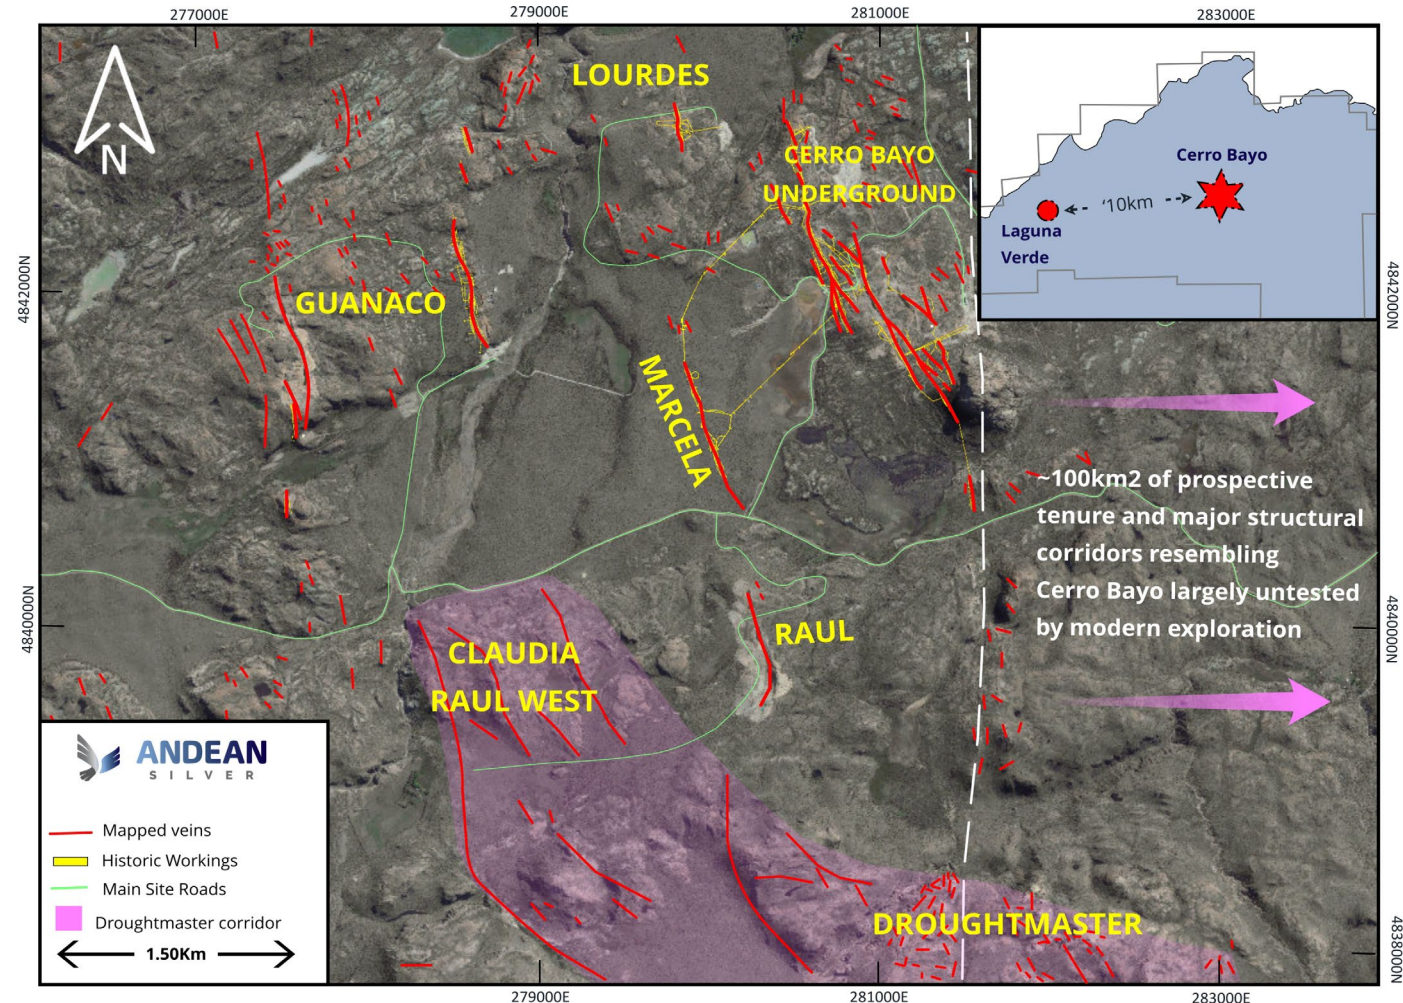 277000E
279000E
281000E
283000E
N
LOURDES
CERRO BAYO
UNDERGROUND
Cerro Bayo
'10km
Laguna
Verde
4842000N
4842000N
GUANACO
MARCELA
~100km2 of prospective
tenure and major structural
corridors resembling
Cerro Bayo largely untested
by modern exploration
4840000N
4840000N
RAUL
CLAUDIA
RAUL WEST
ANDEAN
SILVER
Mapped veins
Historic Workings
Main Site Roads
Droughtmaster corridor
1.50Km
DROUGHTMASTER
4838000N
279000E
281000E
283000E